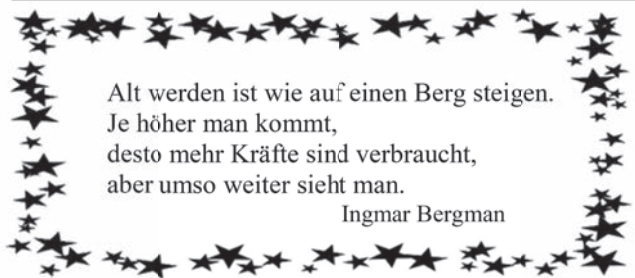 Alt werden ist wie auf einen Berg steigen.
Je höher man kommt,
desto mehr Kräfte sind verbraucht,
aber umso weiter sieht man.
Ingmar Bergman